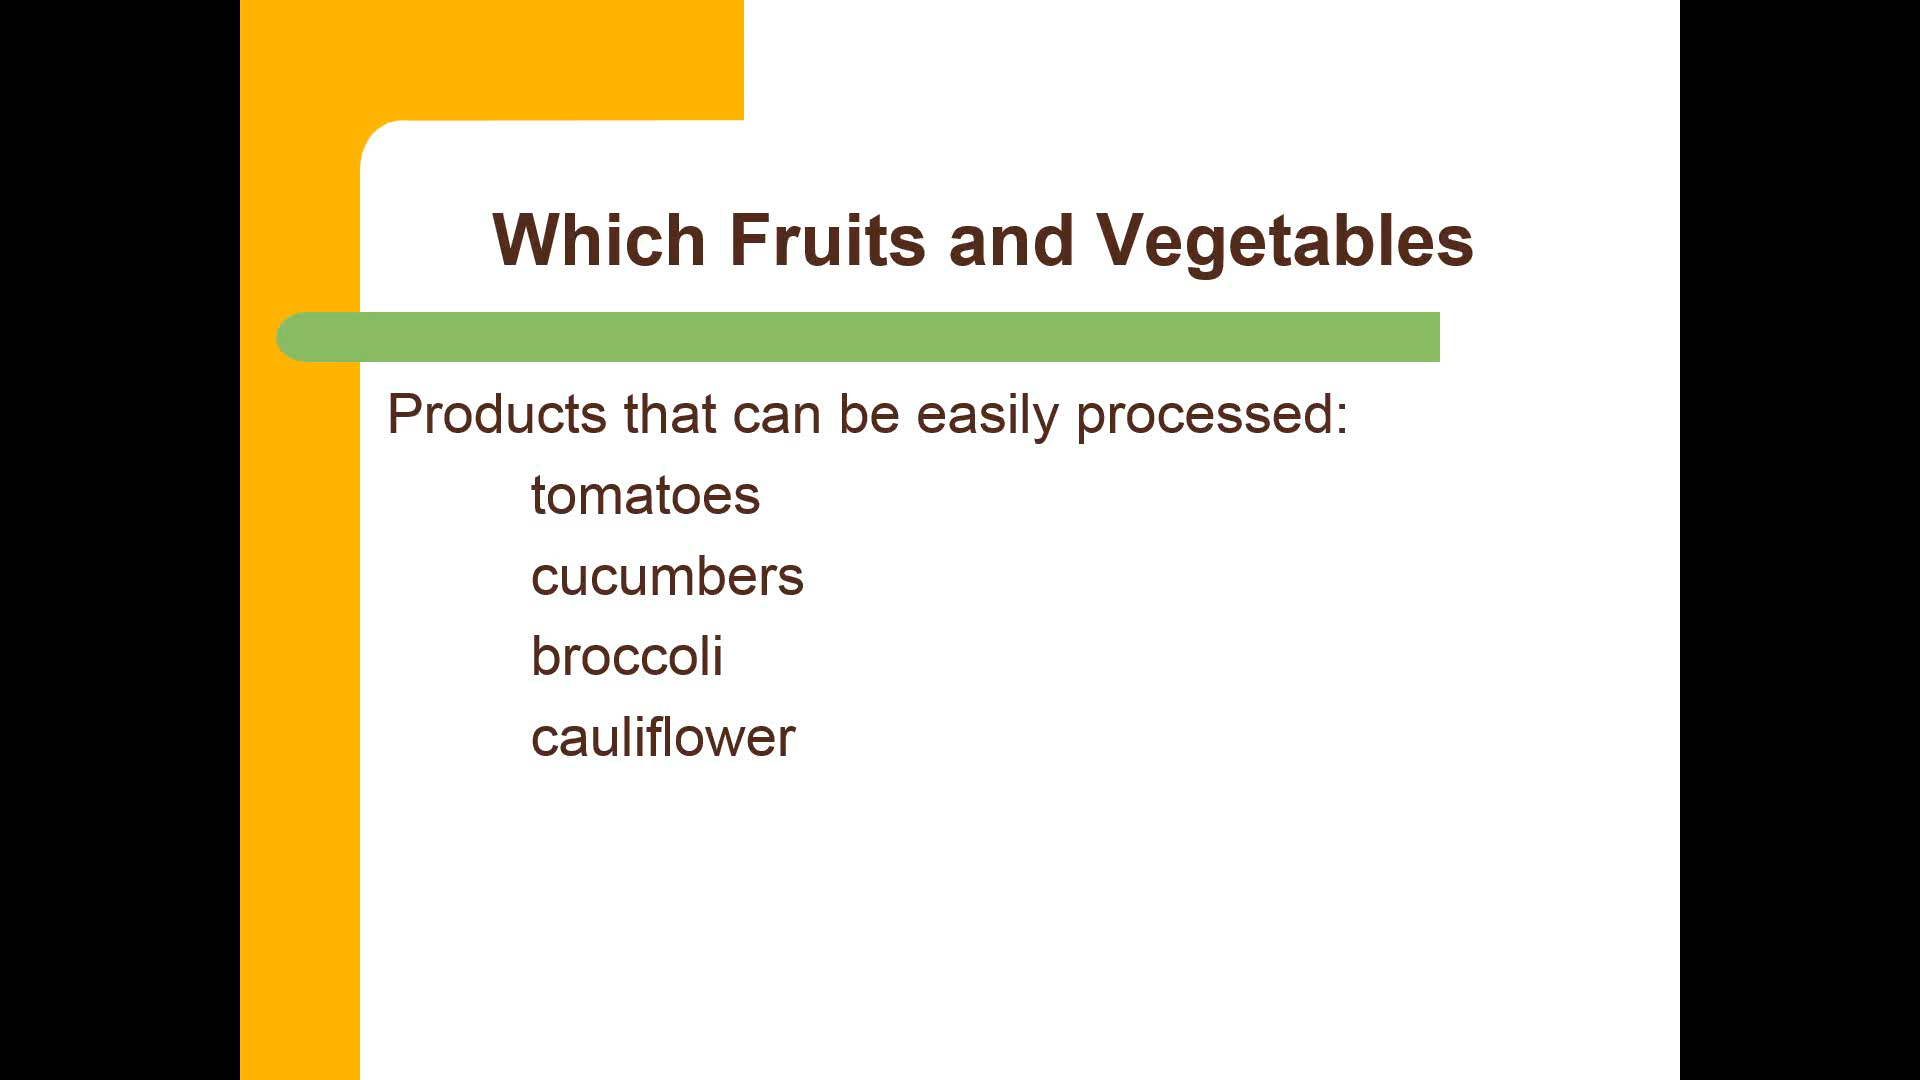 Which Fruits and Vegetables
Products that can be easily processed:
tomatoes
cucumbers
broccoli
cauliflower